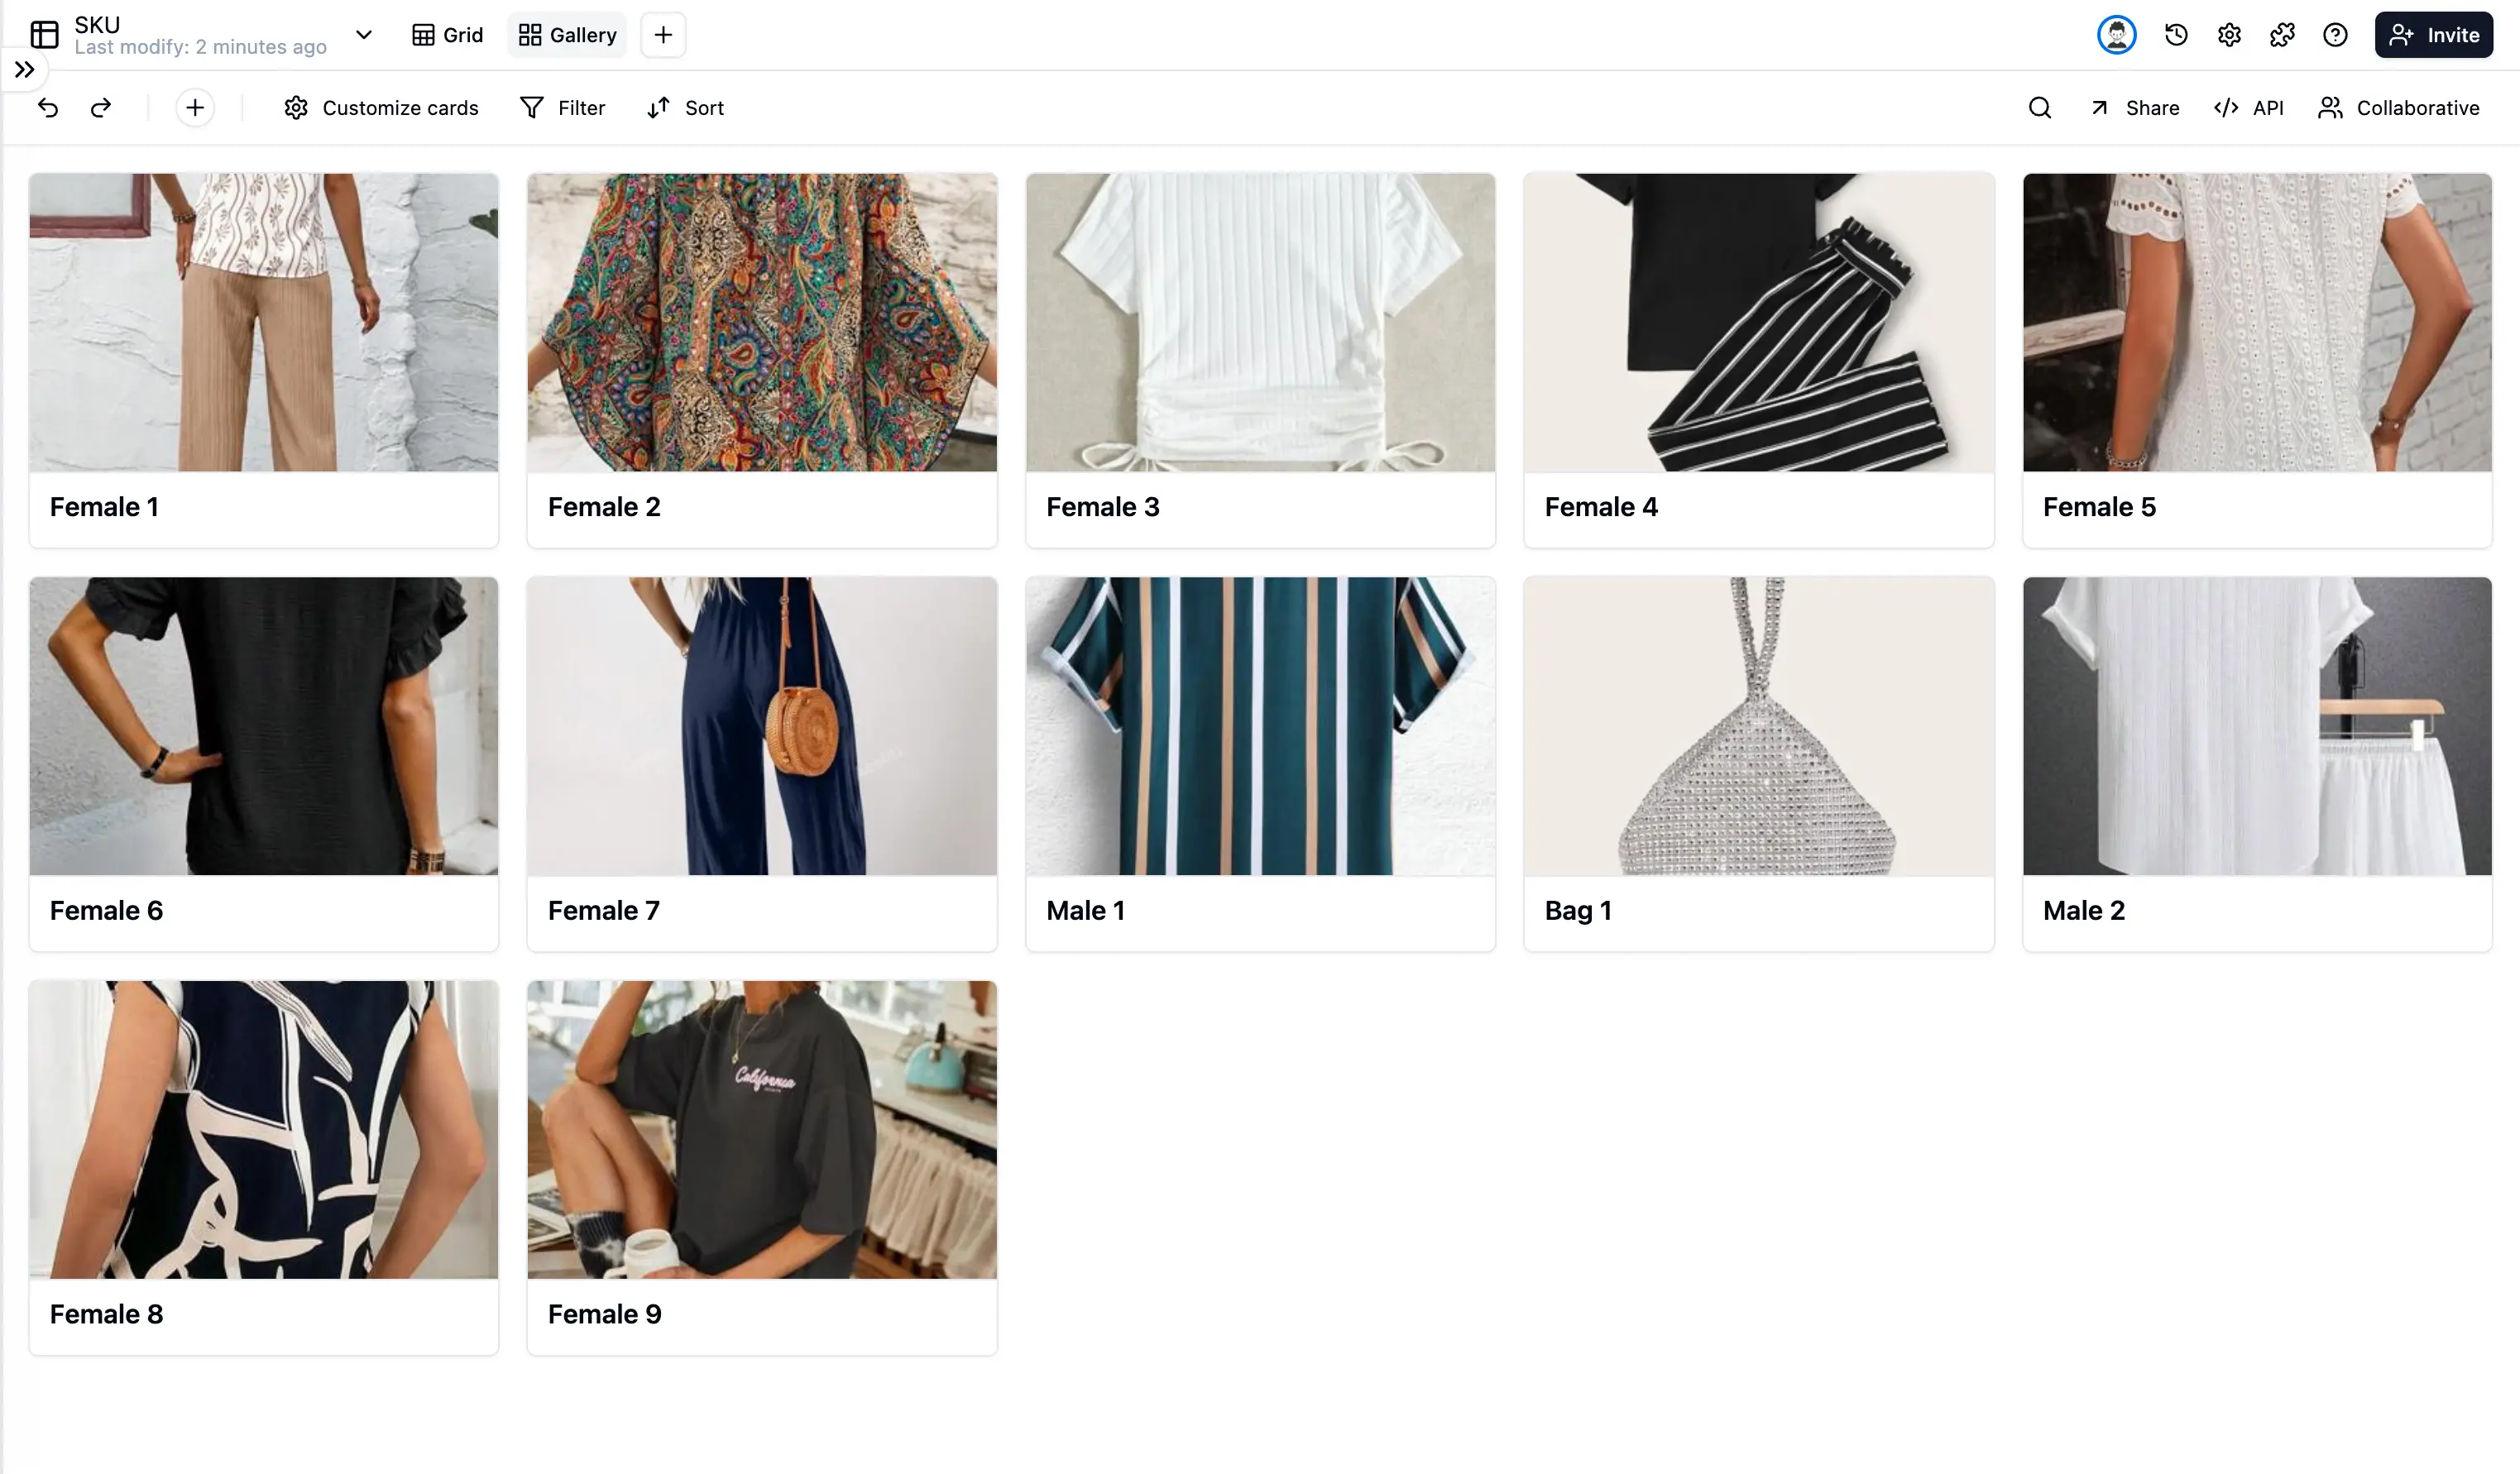 SKU
Last modify: 2 minutes ago
Grid
Gallery
Invite
Customize cards
Filter
Sort
Share
API
Collaborative
Female 1
Female 2
Female 3
Female 4
Female 5
Female 6
Female 7
Male 1
Bag 1
Male 2
California
Female 8
Female 9